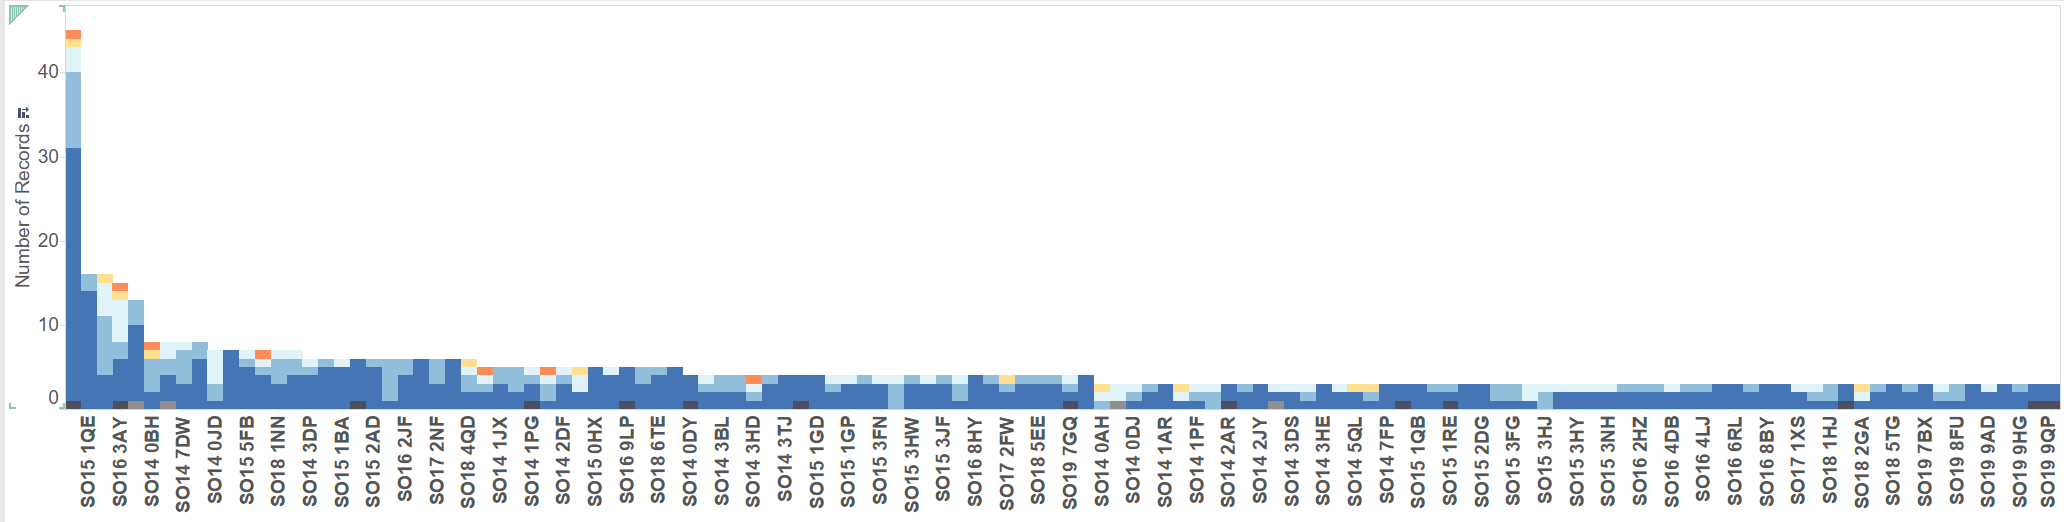 Number of Records
40
30
20
10
0
SO15 1QE
SO16 3AY
SO14 0BH
SO14 7DW
SO14 0JD
SO15 5FB
SO18 1NN
SO14 3DP
SO15 1BA
SO15 2AD
SO16 2JF
SO17 2NF
SO18 4QD
SO14 1JX
SO14 1PG
SO14 2DF
SO15 0HX
SO16 9LP
SO18 6TE
SO14 0DY
SO14 3BL
SO14 3HD
SO14 3TJ
SO15 1GD
SO15 1GP
SO15 3FN
SO15 3HW
SO15 3JF
SO16 8HY
SO17 2FW
SO18 5EE
SO19 7GQ
SO14 0AH
SO14 0DJ
SO14 1AR
SO14 1PF
SO14 2AR
SO14 2JY
SO14 3DS
SO14 3HE
SO14 5QL
SO14 7FP
SO15 1QB
SO15 1RE
SO15 2DG
SO15 3FG
SO15 3HJ
SO15 3HY
SO15 3NH
SO16 2HZ
SO16 4DB
SO16 4LJ
SO16 6RL
SO16 8BY
SO17 1XS
SO18 1HJ
SO18 2GA
SO18 5TG
SO19 7BX
SO19 8FU
SO19 9AD
SO19 9HG
SO19 9QP